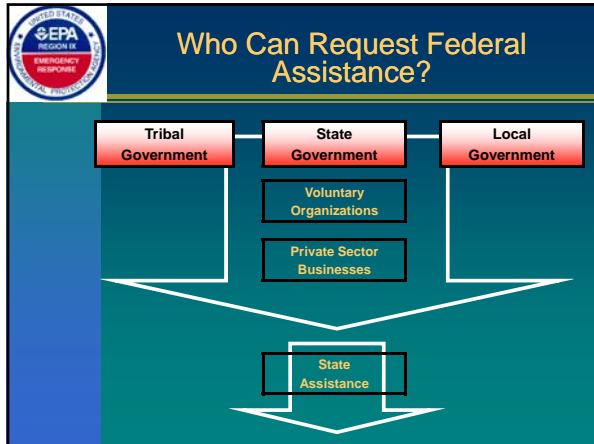 UNITED STATES
ENVIRONMENTAL PROTECTION AGENCY
EPA
REGION IX
EMERGENCY
RESPONSE
Who Can Request Federal
Assistance?
Tribal
Government
State
Government
Local
Government
Voluntary
Organizations
Private Sector
Businesses
State
Assistance